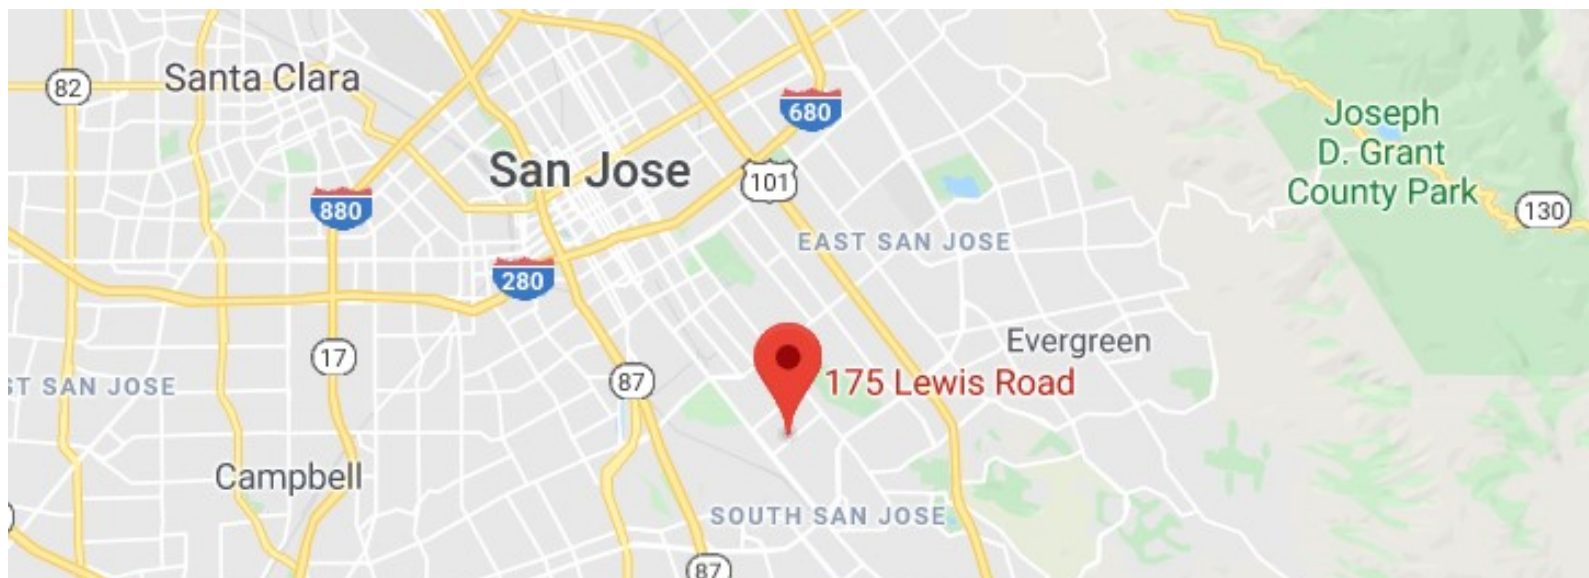 82
Santa Clara
San Jose
680
101
Joseph
D. Grant
County Park
130
880
EAST SAN JOSE
280
17
Evergreen
ST SAN JOSE
87
175 Lewis Road
Campbell
SOUTH SAN JOSE
87